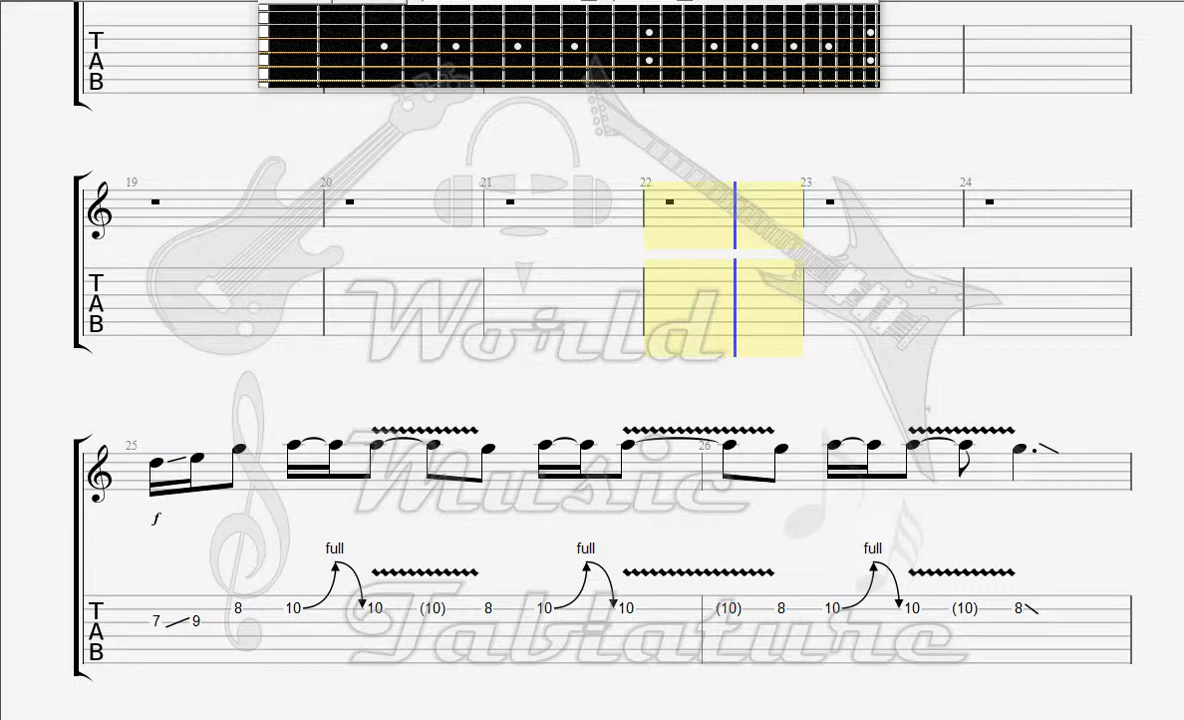 T
A
B
19 20 21 22 23 24
T
A
B
25 26
f
full full full
T
A
B
7 9 8 10 10 (10) 8 10 10 (10) 8 10 10 (10) 8
World
Music
Tablature